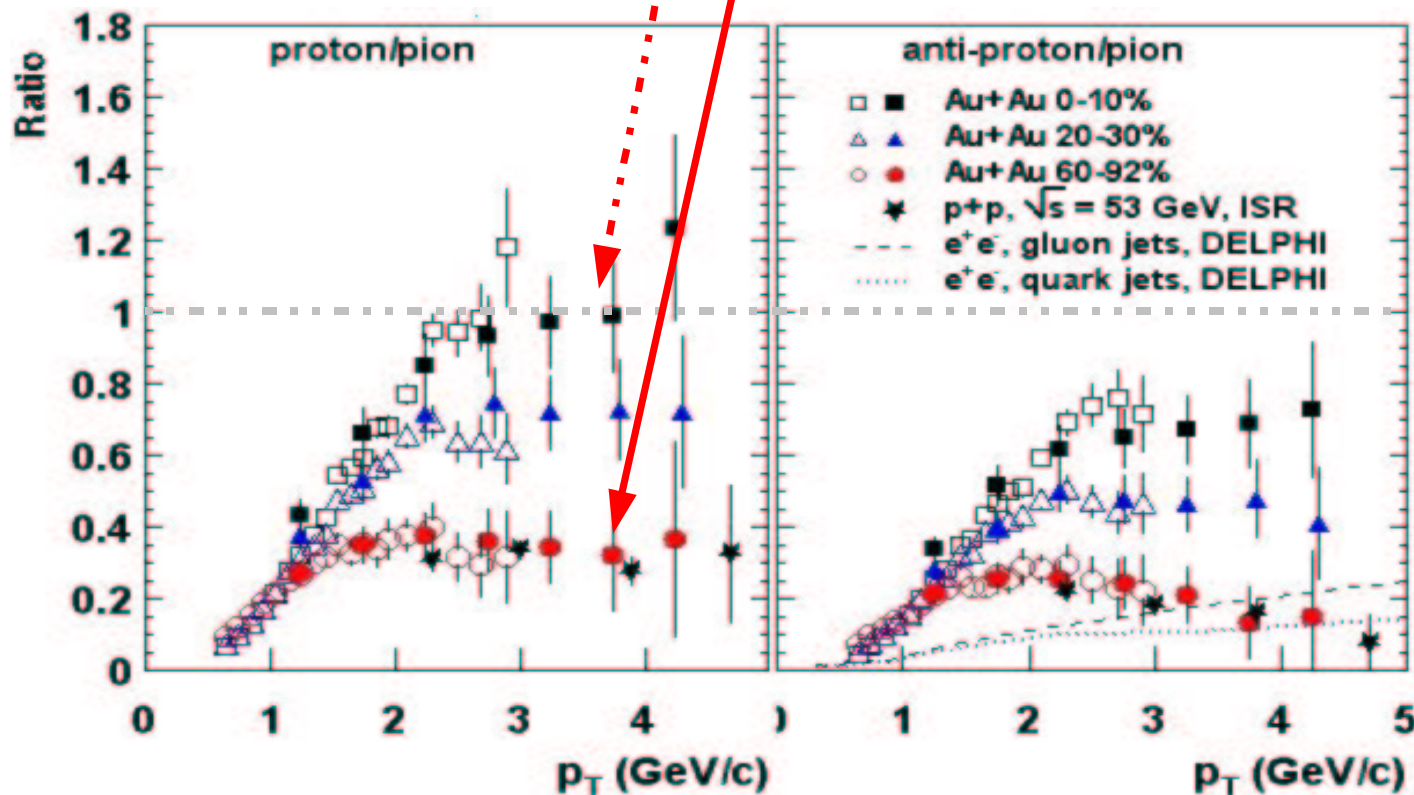 proton/pion
Ratio
1.8
1.6
1.4
1.2
1
0.8
0.6
0.4
0.2
0
0 1 2 3 4
p_T (GeV/c)
anti-proton/pion
Au+Au 0-10%
Au+Au 20-30%
Au+Au 60-92%
p+p, √s = 53 GeV, ISR
e⁺e⁻, gluon jets, DELPHI
e⁺e⁻, quark jets, DELPHI
1 2 3 4 5
p_T (GeV/c)